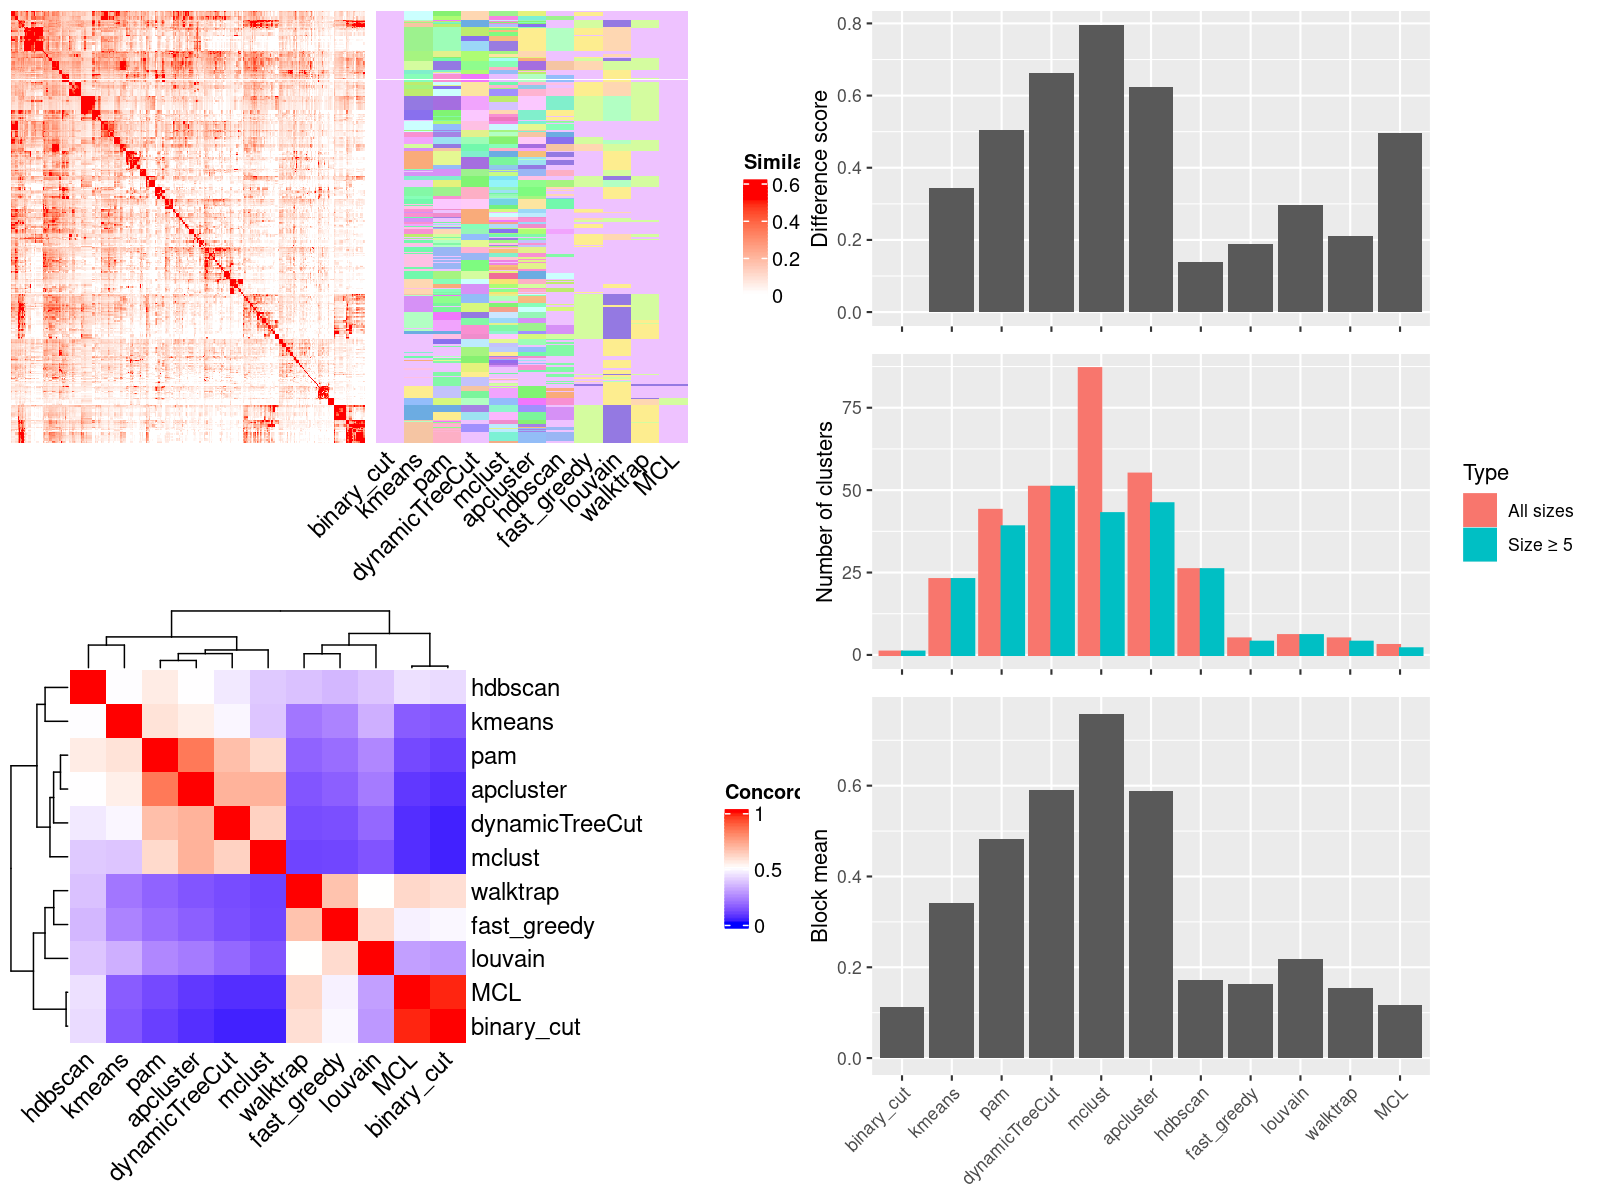 Simila
0.6
0.4
0.2
0
binary_cut
kmeans
pam
dynamicTreeCut
mclust
apcluster
hdbscan
fast_greedy
louvain
walktrap
MCL
hdbscan
kmeans
pam
apcluster
dynamicTreeCut
mclust
walktrap
fast_greedy
louvain
MCL
binary_cut
hdbscan
kmeans
pam
apcluster
dynamicTreeCut
mclust
walktrap
fast_greedy
louvain
MCL
binary_cut
Concord
1
0.5
0
Difference score
0.8
0.6
0.4
0.2
0.0
Number of clusters
75
50
25
0
Type
All sizes
Size ≥ 5
Block mean
0.6
0.4
0.2
0.0
binary_cut
kmeans
pam
dynamicTreeCut
mclust
apcluster
hdbscan
fast_greedy
louvain
walktrap
MCL